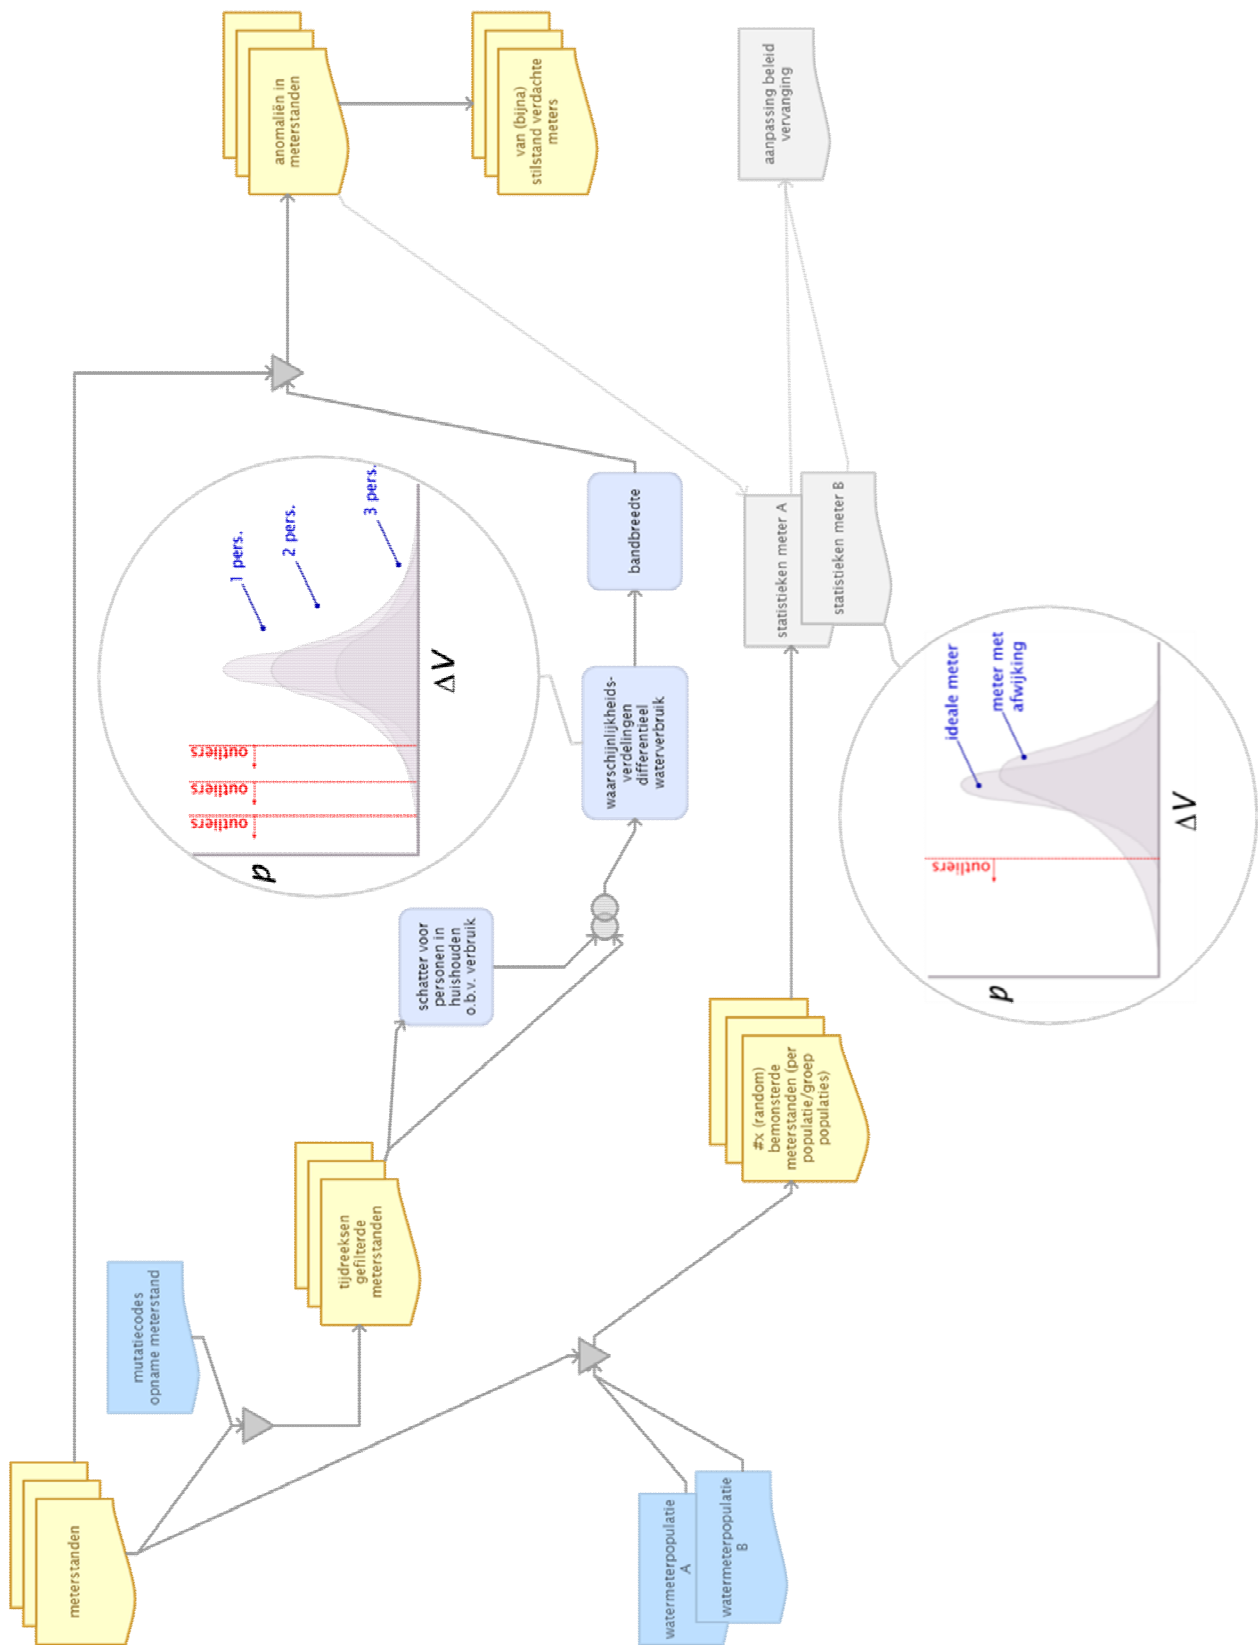 meterstanden
mutatiecodes
opname meterstand
tijdreeksen
gefilterde
meterstanden
schatter voor
personen in
huishouden
o.b.v. verbruik
p
outliers
outliers
outliers
1 pers.
2 pers.
3 pers.
ΔV
waarschijnlijkheids-
verdelingen
differentieel
waterverbruik
bandbreedte
anomaliën in
meterstanden
van (bijna)
stilstand verdachte
meters
watermeterpopulatie
A
watermeterpopulatie
B
#x (random)
bemonsterde
meterstanden (per
populatie/groep
populaties)
statistieken meter A
statistieken meter B
aanpassing beleid
vervanging
p
outliers
ideale meter
meter met
afwijking
ΔV